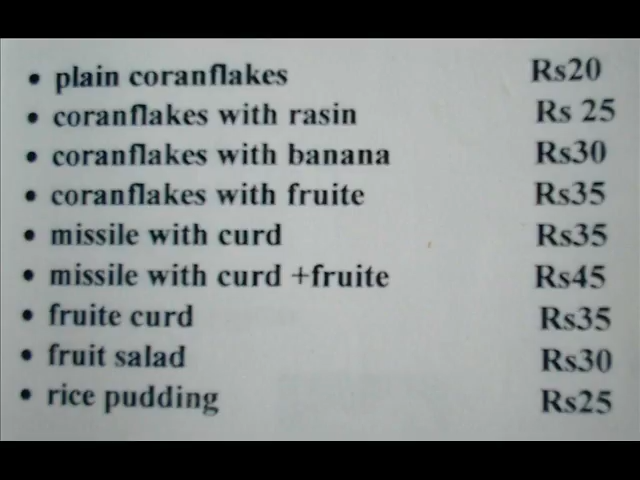 • plain coranflakes Rs20
• coranflakes with rasin Rs 25
• coranflakes with banana Rs30
• coranflakes with fruite Rs35
• missile with curd Rs35
• missile with curd +fruite Rs45
• fruite curd Rs35
• fruit salad Rs30
• rice pudding Rs25